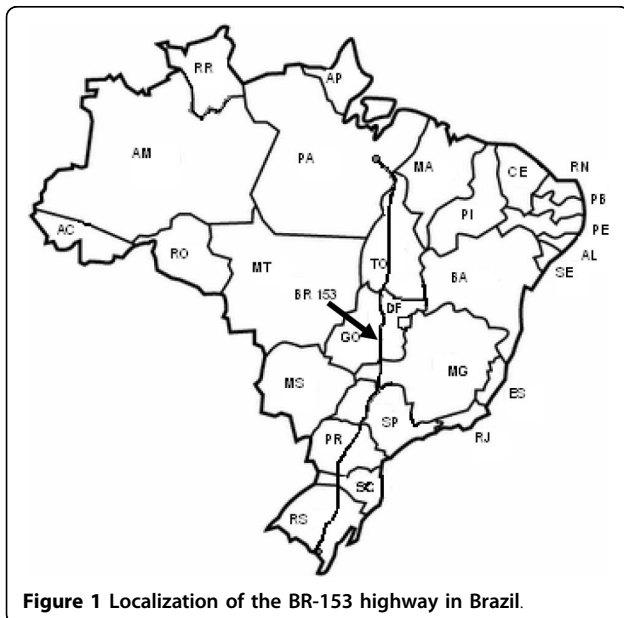 RR
AP
AM
PA
MA
CE
RN
PB
PI
PE
AC
AL
RO
TO
SE
MT
BA
BR 153
DF
GO
MG
MS
ES
SP
RJ
PR
SC
RS
Figure 1 Localization of the BR-153 highway in Brazil.